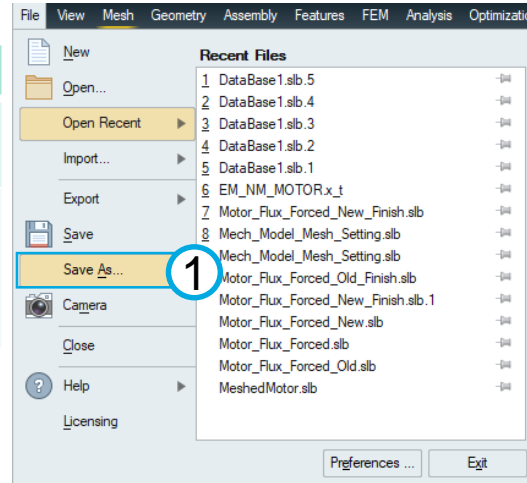 File View Mesh Geometry Assembly Features FEM Analysis Optimizati
New
Open...
Open Recent
Import...
Export
Save
Save As...
1
Camera
Close
? Help
Licensing
Recent Files
1 DataBase1.slb.5
2 DataBase1.slb.4
3 DataBase1.slb.3
4 DataBase1.slb.2
5 DataBase1.slb.1
6 EM_NM_MOTOR.x_t
7 Motor_Flux_Forced_New_Finish.slb
8 Mech_Model_Mesh_Setting.slb
Mech_Model_Mesh_Setting.slb
Motor_Flux_Forced_Old_Finish.slb
Motor_Flux_Forced_New_Finish.slb.1
Motor_Flux_Forced_New.slb
Motor_Flux_Forced.slb
Motor_Flux_Forced_Old.slb
MeshedMotor.slb
Preferences ... Exit